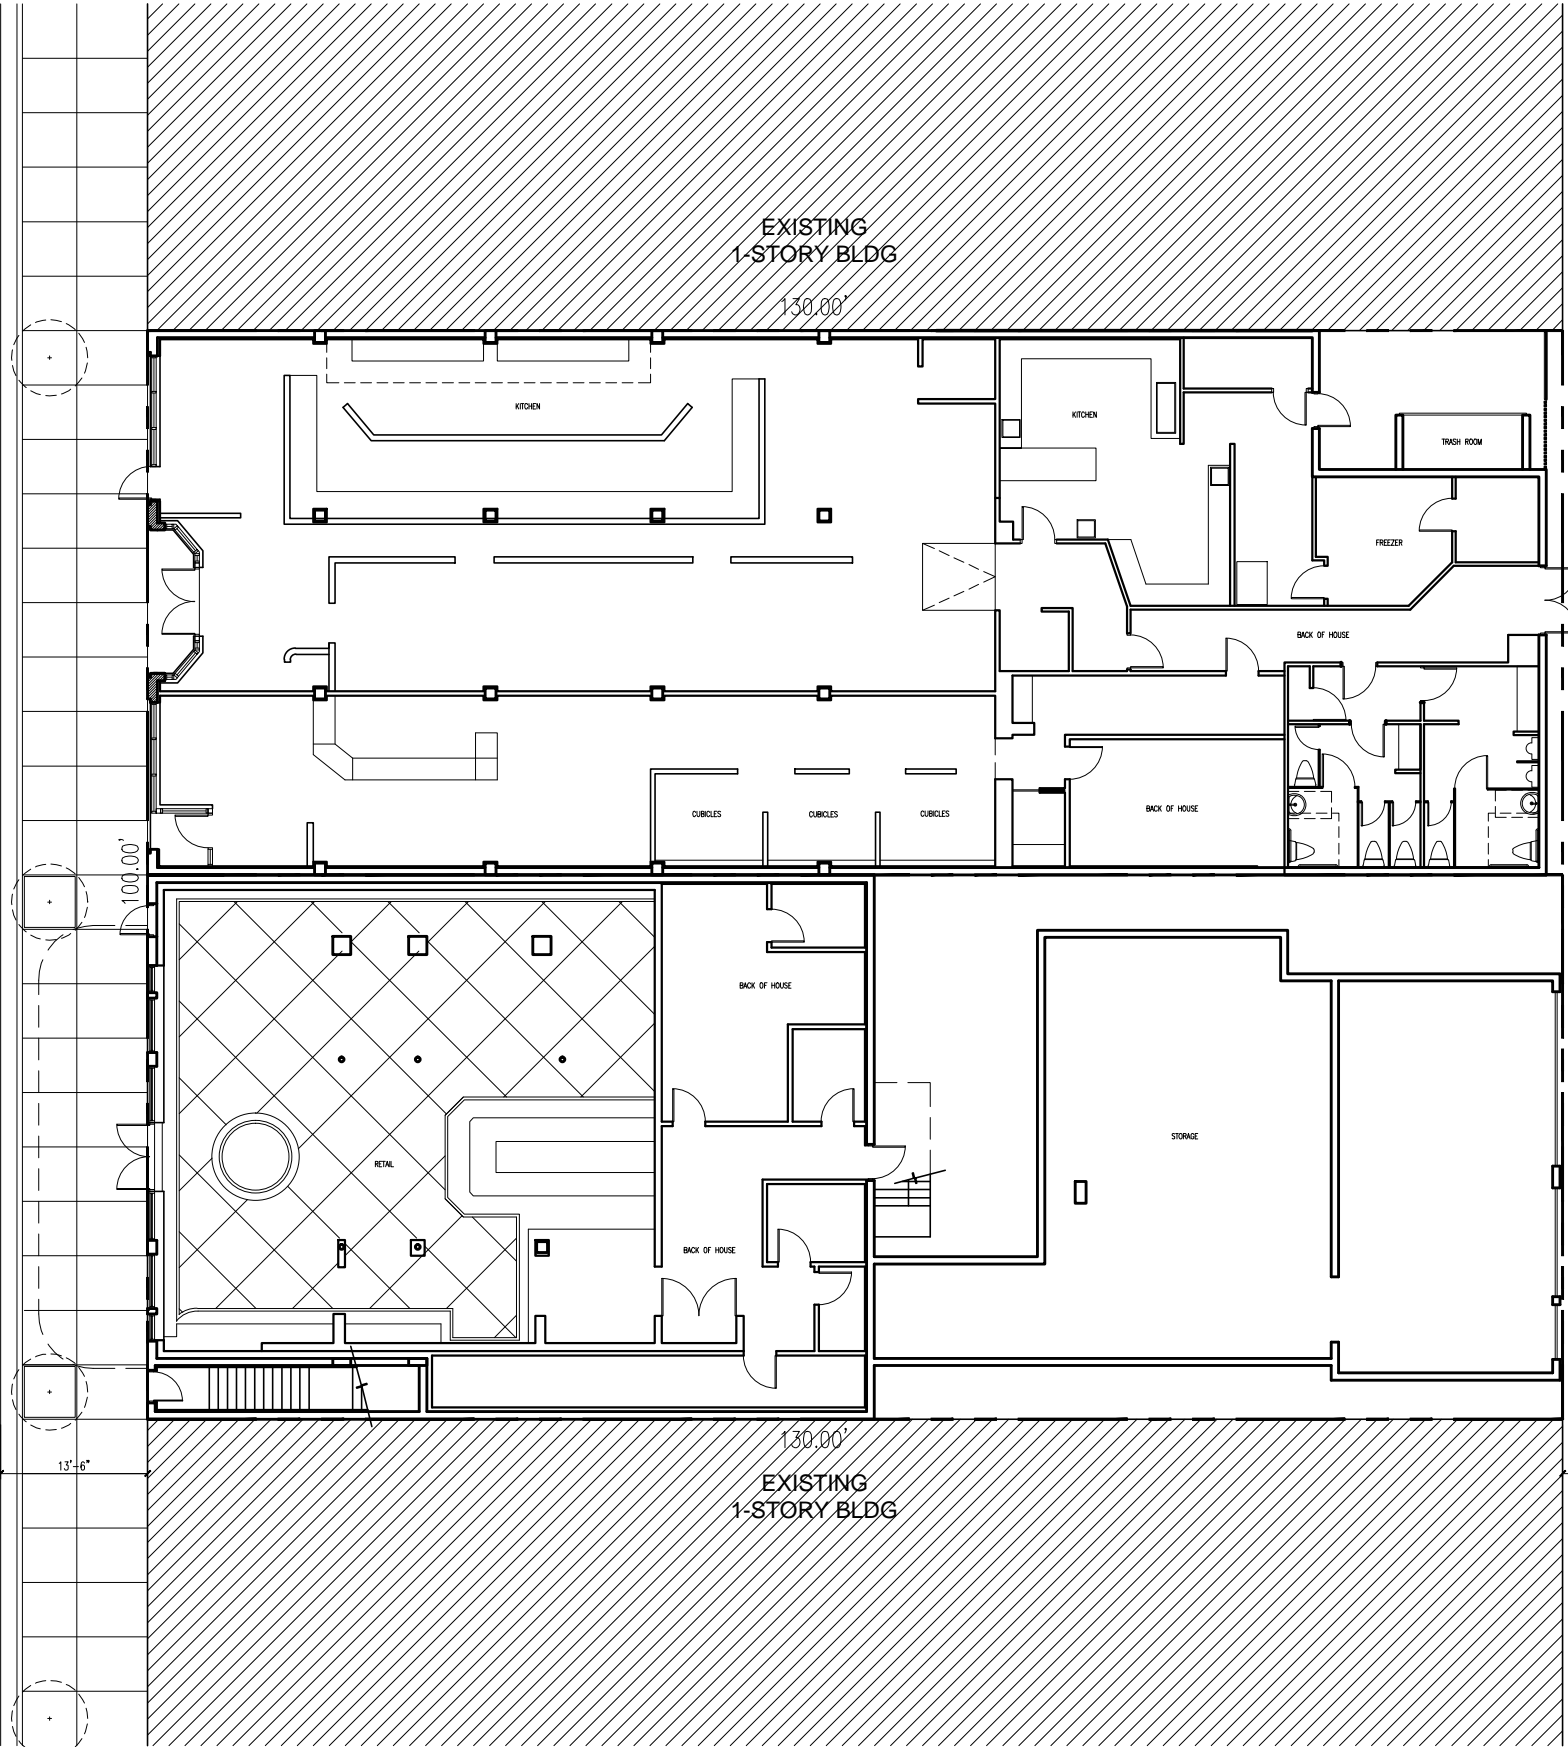 EXISTING
1-STORY BLDG
130.00'
KITCHEN
KITCHEN
TRASH ROOM
FREEZER
BACK OF HOUSE
CUBICLES
CUBICLES
CUBICLES
BACK OF HOUSE
100.00'
BACK OF HOUSE
STORAGE
RETAIL
BACK OF HOUSE
130.00'
13'-6"
EXISTING
1-STORY BLDG